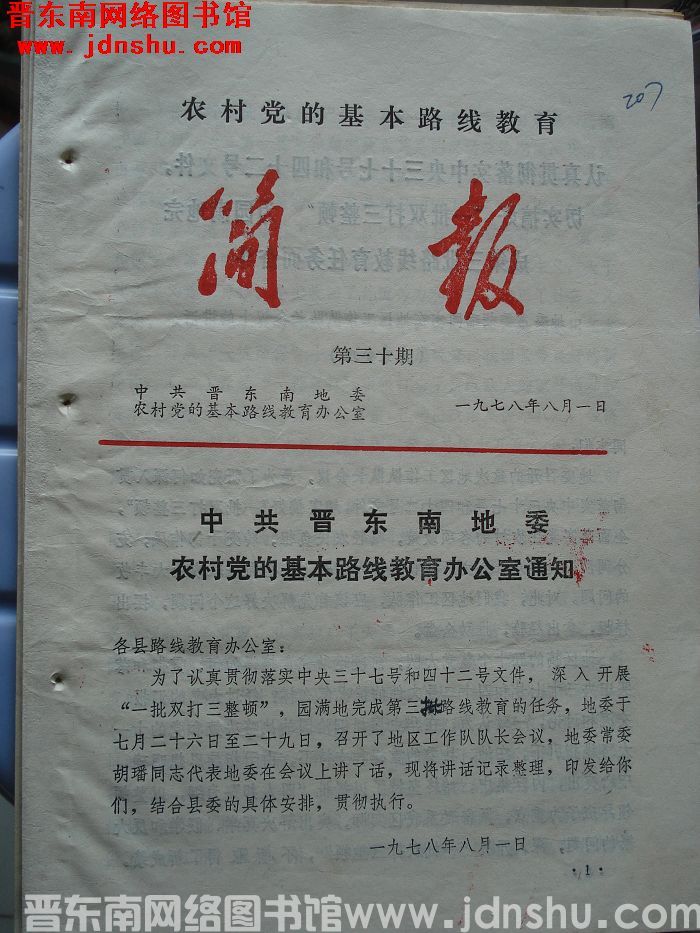 晋东南网络图书馆
www.jdnshu.com
207
农村党的基本路线教育
简报
第三十期
中共晋东南地委
农村党的基本路线教育办公室
一九七八年八月一日
中共晋东南地委
农村党的基本路线教育办公室通知
各县路线教育办公室：
为了认真贯彻落实中央三十七号和四十二号文件，深入开展
“一批双打三整顿”，园满地完成第三批路线教育的任务，地委于
七月二十六日至二十九日，召开了地区工作队队长会议，地委常委
胡璠同志代表地委在会议上讲了话，现将讲话记录整理，印发给你
们，结合县委的具体安排，贯彻执行。
一九七八年八月一日
·1·
晋东南网络图书馆www.jdnshu.com